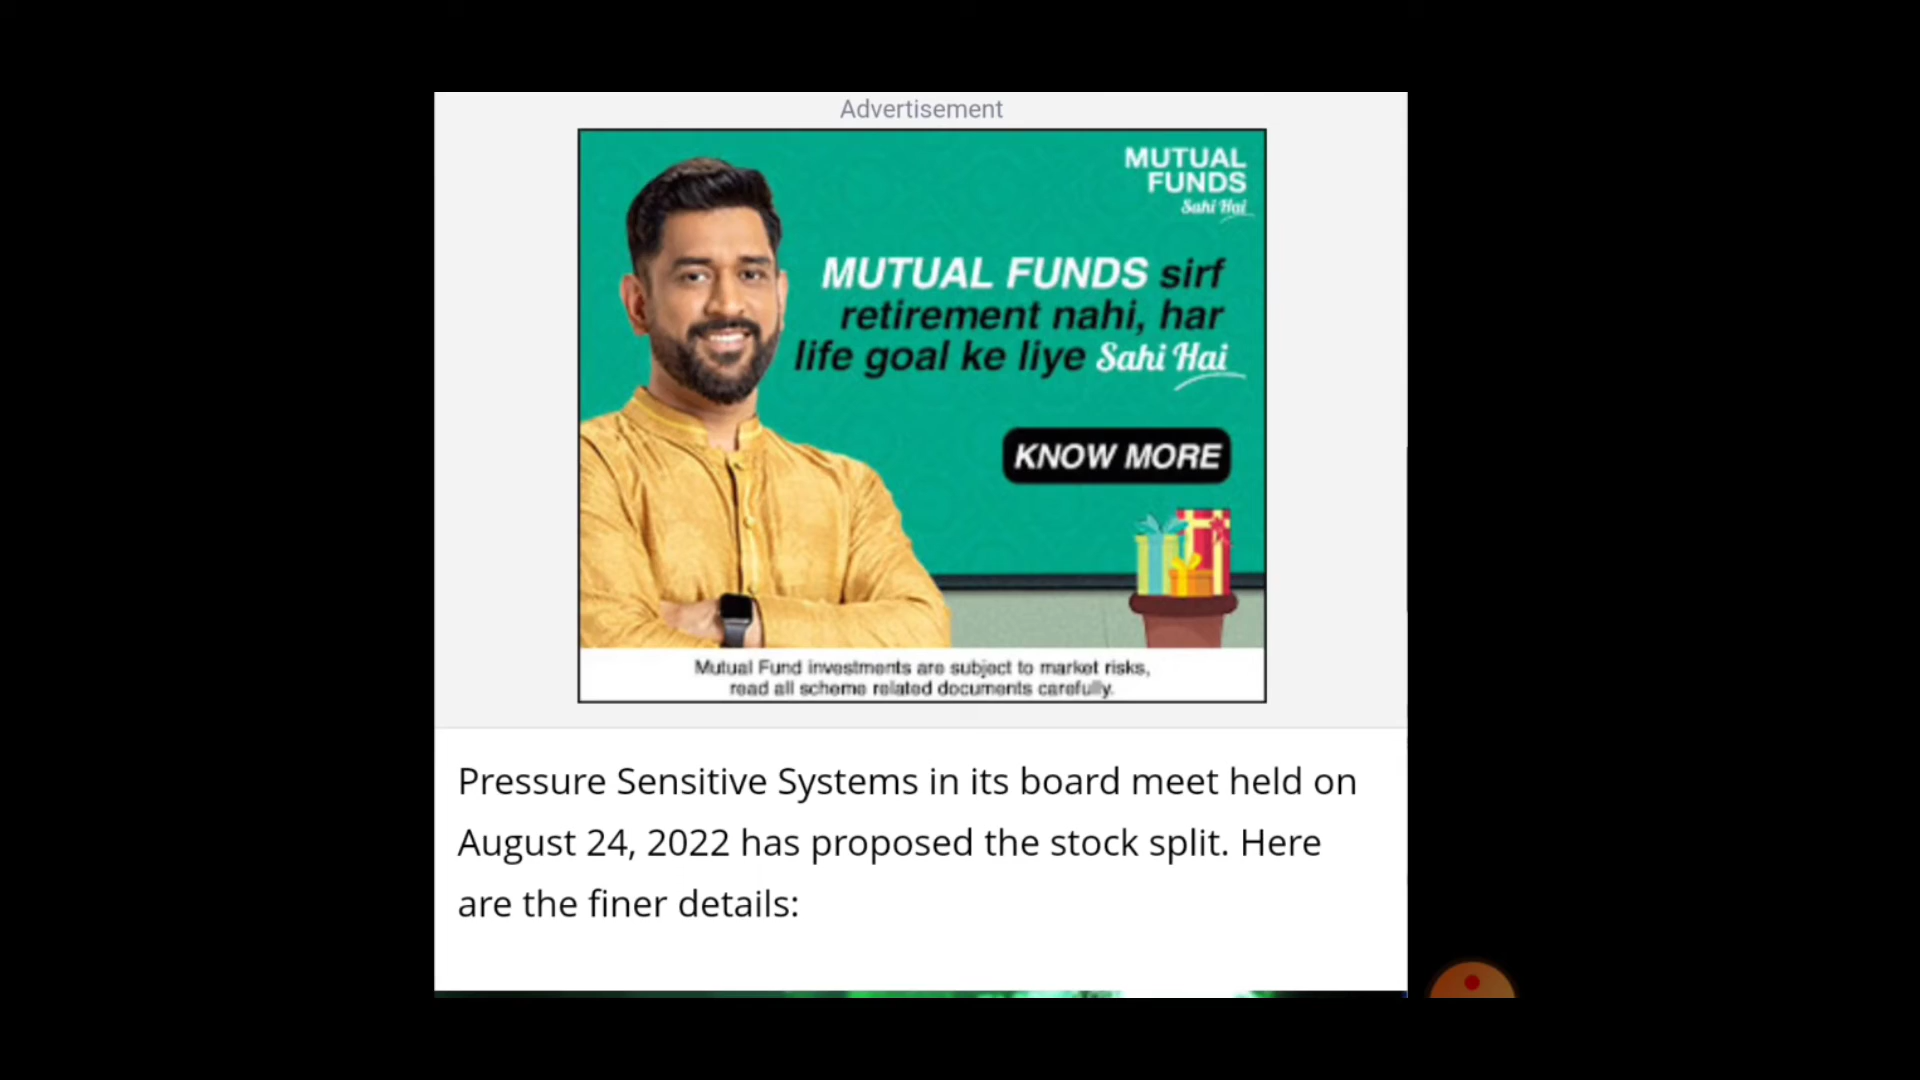 Advertisement
MUTUAL
FUNDS
Sahi Hai
MUTUAL FUNDS sirf
retirement nahi, har
life goal ke liye Sahi Hai
KNOW MORE
Mutual Fund investments are subject to market risks,
read all scheme related documents carefully.
Pressure Sensitive Systems in its board meet held on
August 24, 2022 has proposed the stock split. Here
are the finer details: